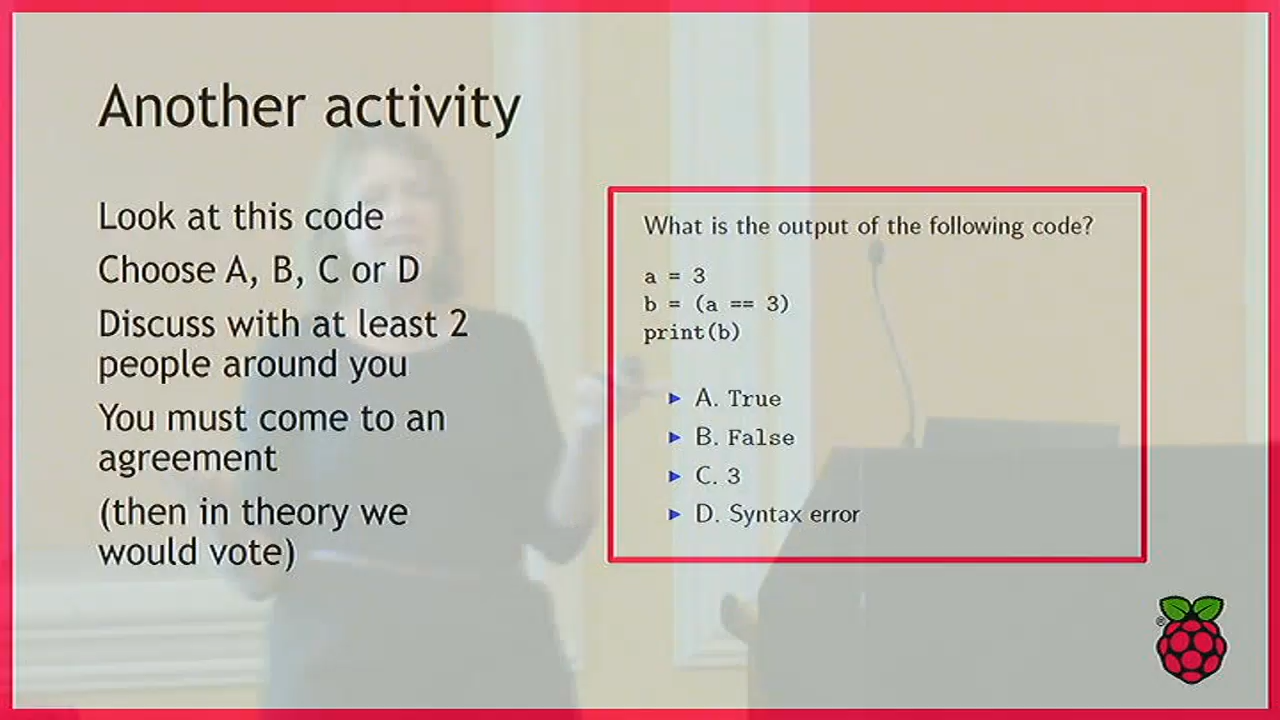 Another activity
Look at this code
Choose A, B, C or D
Discuss with at least 2
people around you
You must come to an
agreement
(then in theory we
would vote)
What is the output of the following code?
a = 3
b = (a == 3)
print(b)
A. True
B. False
C. 3
D. Syntax error
®